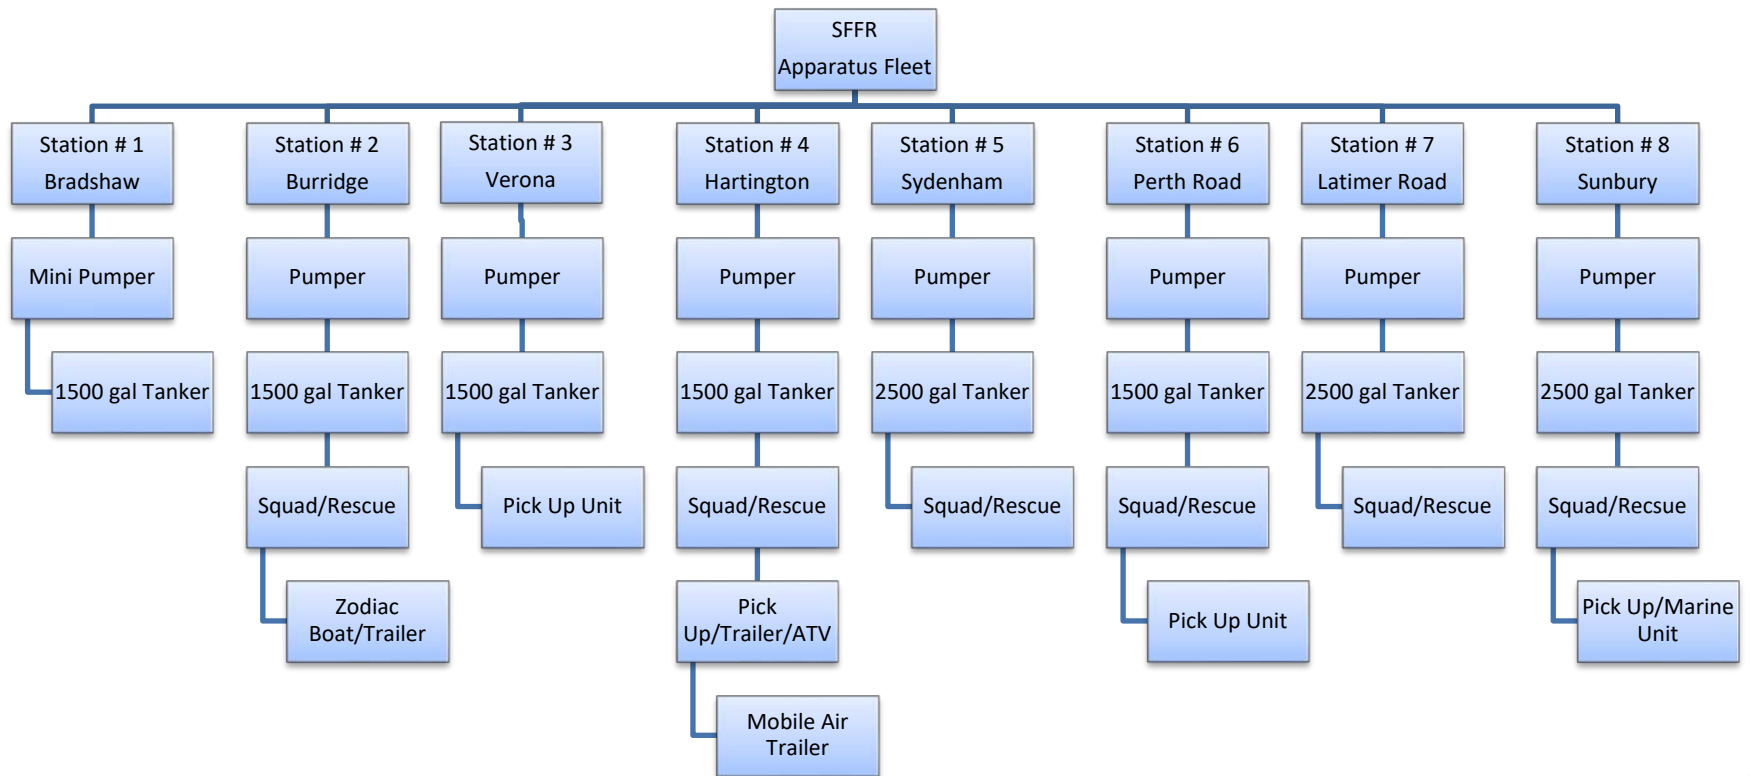 SFFR
Apparatus Fleet
Station # 1
Bradshaw
Station # 2
Burridge
Station # 3
Verona
Station # 4
Hartington
Station # 5
Sydenham
Station # 6
Perth Road
Station # 7
Latimer Road
Station # 8
Sunbury
Mini Pumper
Pumper
Pumper
Pumper
Pumper
Pumper
Pumper
Pumper
1500 gal Tanker
1500 gal Tanker
1500 gal Tanker
1500 gal Tanker
2500 gal Tanker
1500 gal Tanker
2500 gal Tanker
2500 gal Tanker
Squad/Rescue
Pick Up Unit
Squad/Rescue
Squad/Rescue
Squad/Rescue
Squad/Rescue
Squad/Recsue
Zodiac
Boat/Trailer
Pick
Up/Trailer/ATV
Pick Up Unit
Pick Up/Marine
Unit
Mobile Air
Trailer